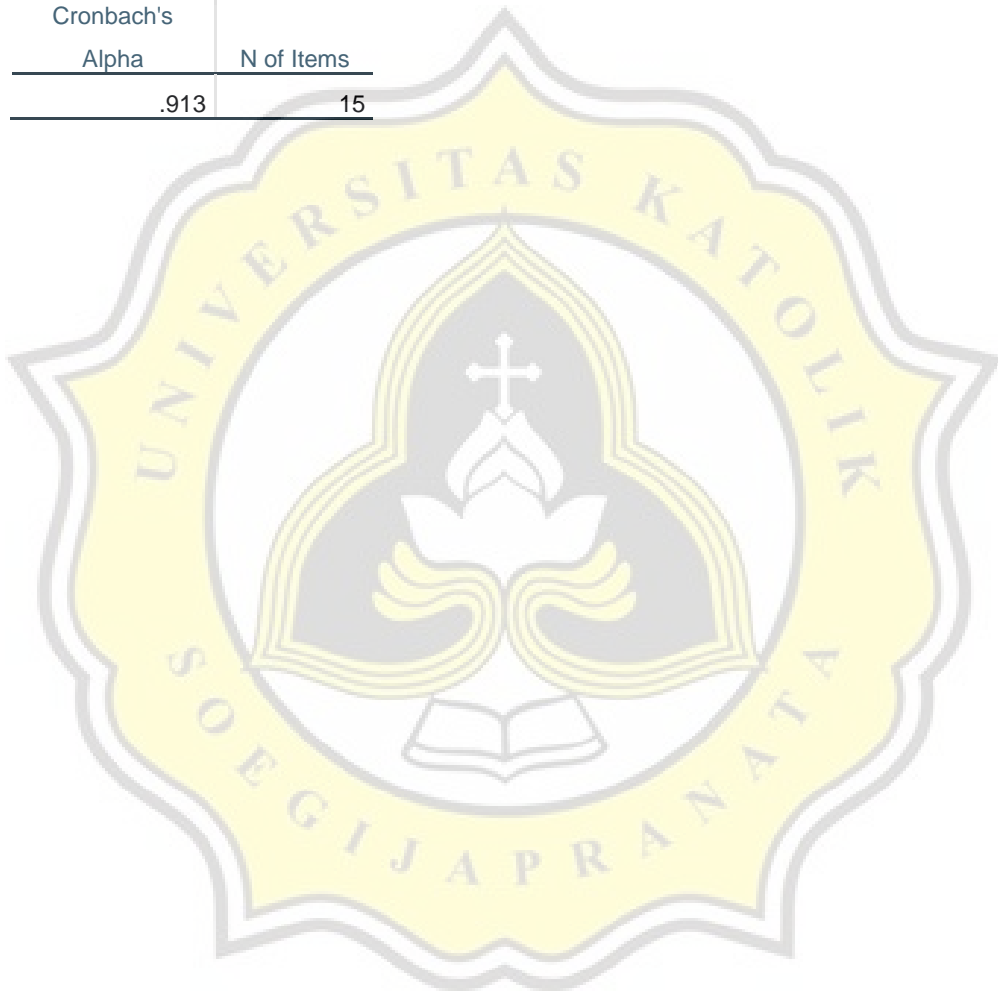 Cronbach's
Alpha N of Items
.913 15
UNIVERSITAS KATOLIK
SOEGIJAPRANATA